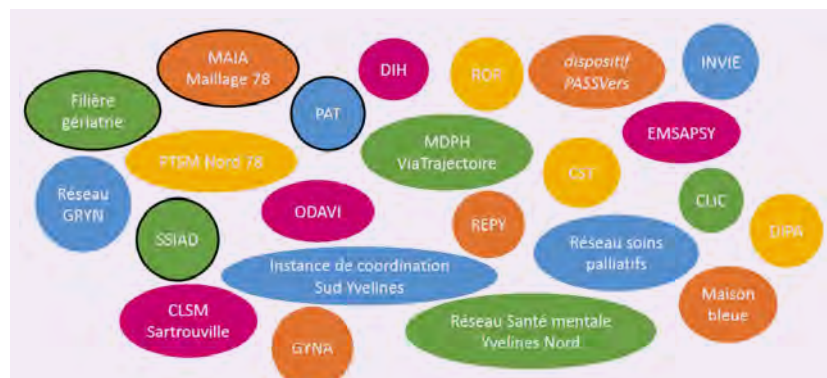 MAIA
Maillage 78
DIH
ROR
dispositif
PASSVers
INVIE
Filière
gériatrie
PAT
MDPH
ViaTrajectoire
EMSAPSY
PTSM Nord 78
CST
Réseau
GRYN
ODAVI
REPY
CLIC
SSIAD
Réseau soins
palliatifs
DIPA
Instance de coordination
Sud Yvelines
CLSM
Sartrouville
Maison
bleue
Réseau Santé mentale
Yvelines Nord
GYNA